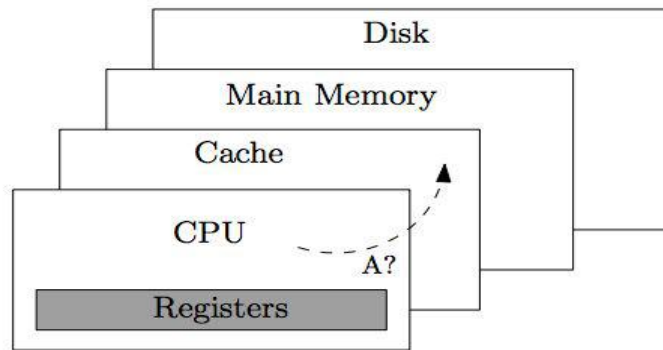 Disk
Main Memory
Cache
CPU
A?
Registers